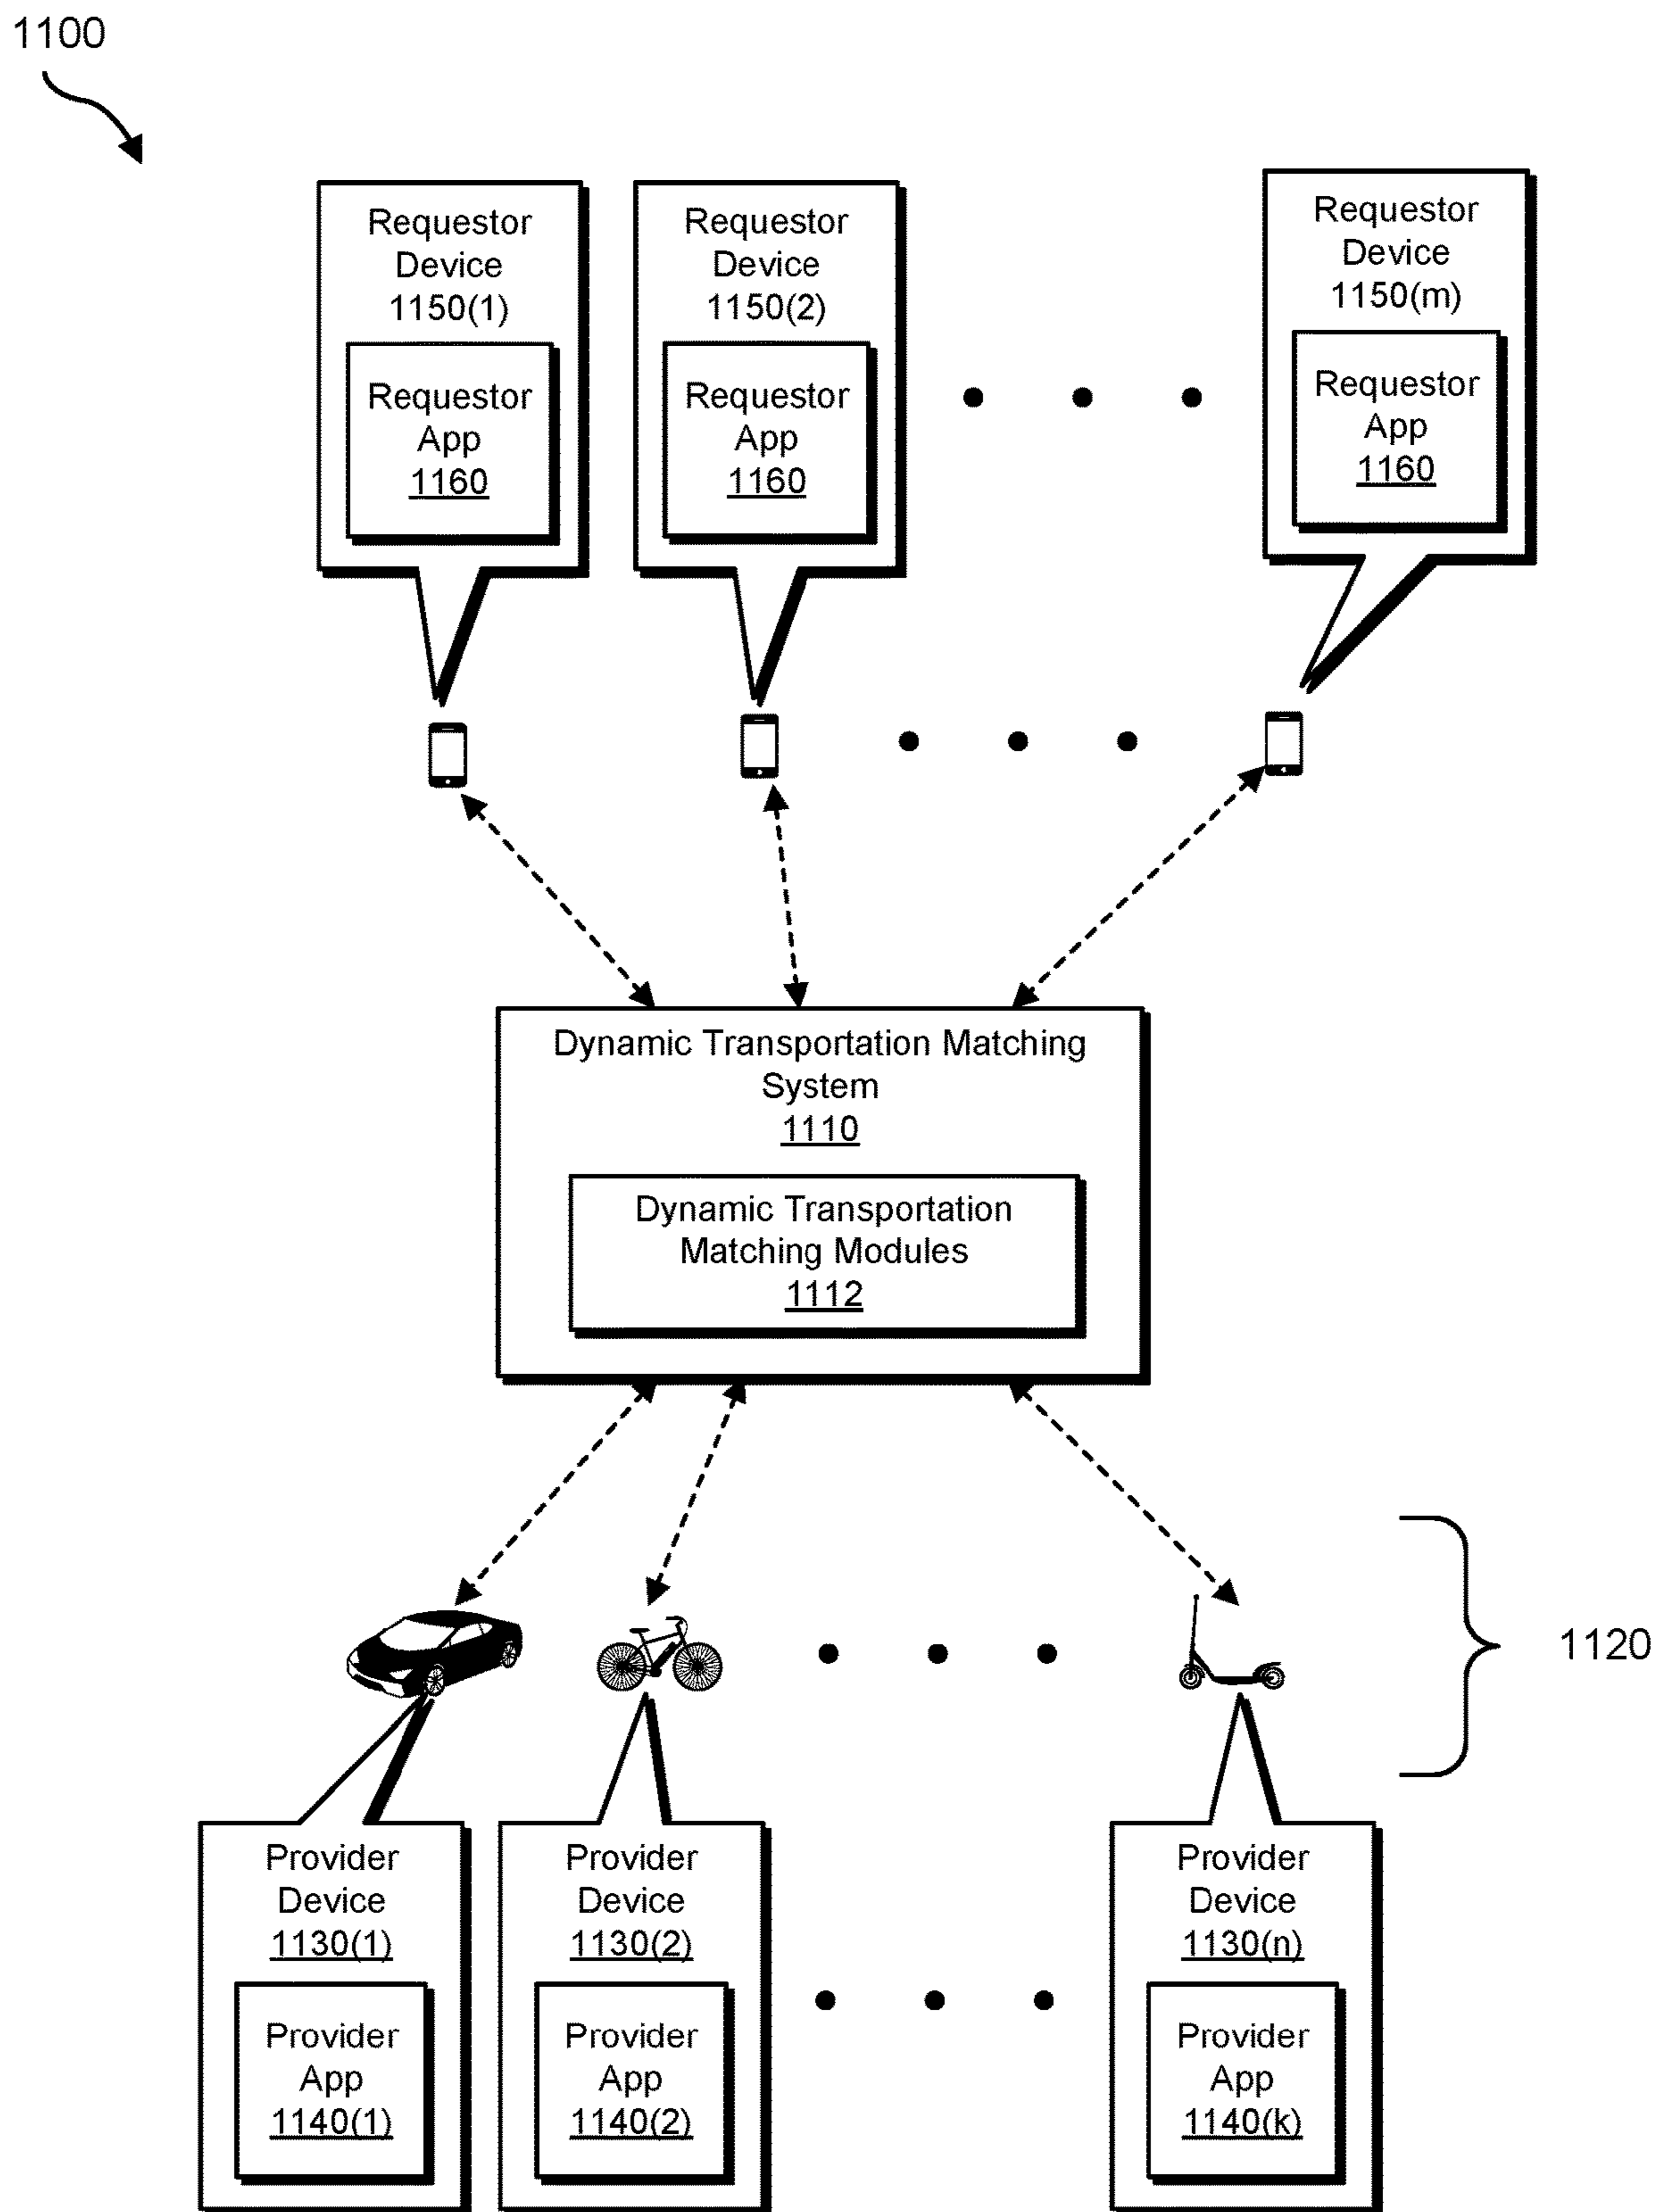 1100
Requestor
Device
1150(1)
Requestor
App
1160
Requestor
Device
1150(2)
Requestor
App
1160
Requestor
Device
1150(m)
Requestor
App
1160
Dynamic Transportation Matching
System
1110
Dynamic Transportation
Matching Modules
1112
1120
Provider
Device
1130(1)
Provider
App
1140(1)
Provider
Device
1130(2)
Provider
App
1140(2)
Provider
Device
1130(n)
Provider
App
1140(k)